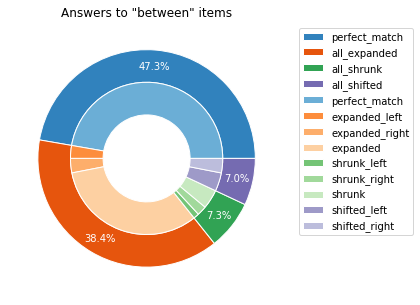 Answers to "between" items
47.3%
38.4%
7.3%
7.0%
perfect_match
all_expanded
all_shrunk
all_shifted
perfect_match
expanded_left
expanded_right
expanded
shrunk_left
shrunk_right
shrunk
shifted_left
shifted_right